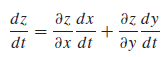 dz/dt = ∂z/∂x dx/dt + ∂z/∂y dy/dt